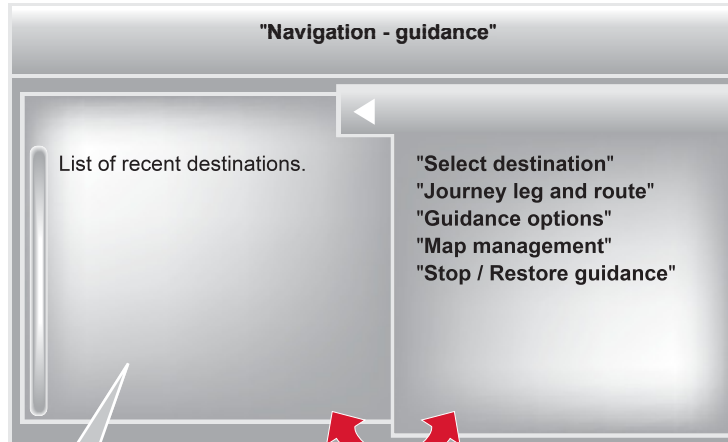 "Navigation - guidance"
List of recent destinations.
"Select destination"
"Journey leg and route"
"Guidance options"
"Map management"
"Stop / Restore guidance"